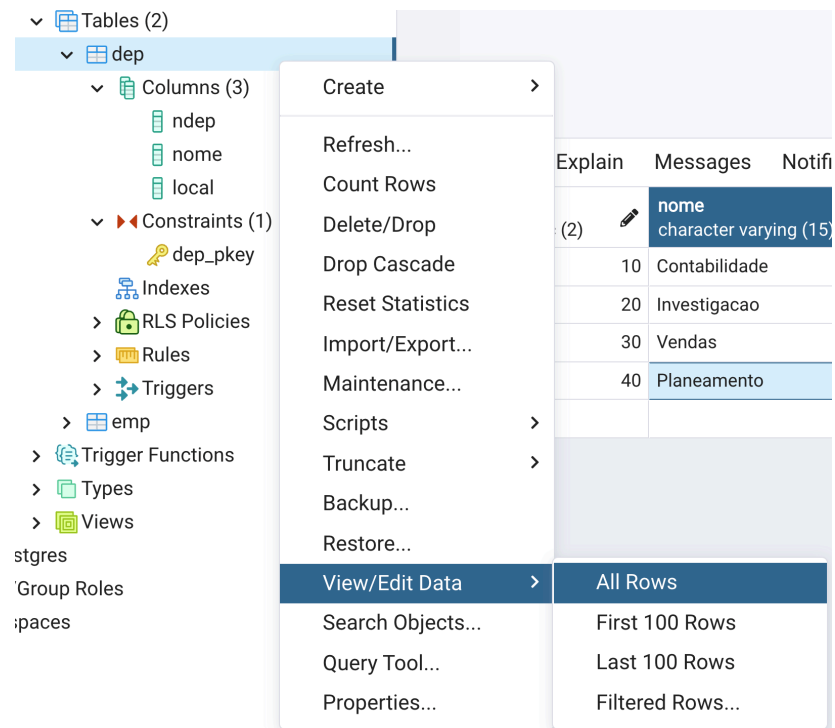 Tables (2)
dep
Columns (3)
ndep
nome
local
Constraints (1)
dep_pkey
Indexes
RLS Policies
Rules
Triggers
emp
Trigger Functions
Types
Views
stgres
Group Roles
spaces
Create
Refresh...
Count Rows
Delete/Drop
Drop Cascade
Reset Statistics
Import/Export...
Maintenance...
Scripts
Truncate
Backup...
Restore...
View/Edit Data
Search Objects...
Query Tool...
Properties...
All Rows
First 100 Rows
Last 100 Rows
Filtered Rows...
Explain Messages Notifi
nome
(2) character varying (15)
10 Contabilidade
20 Investigacao
30 Vendas
40 Planeamento